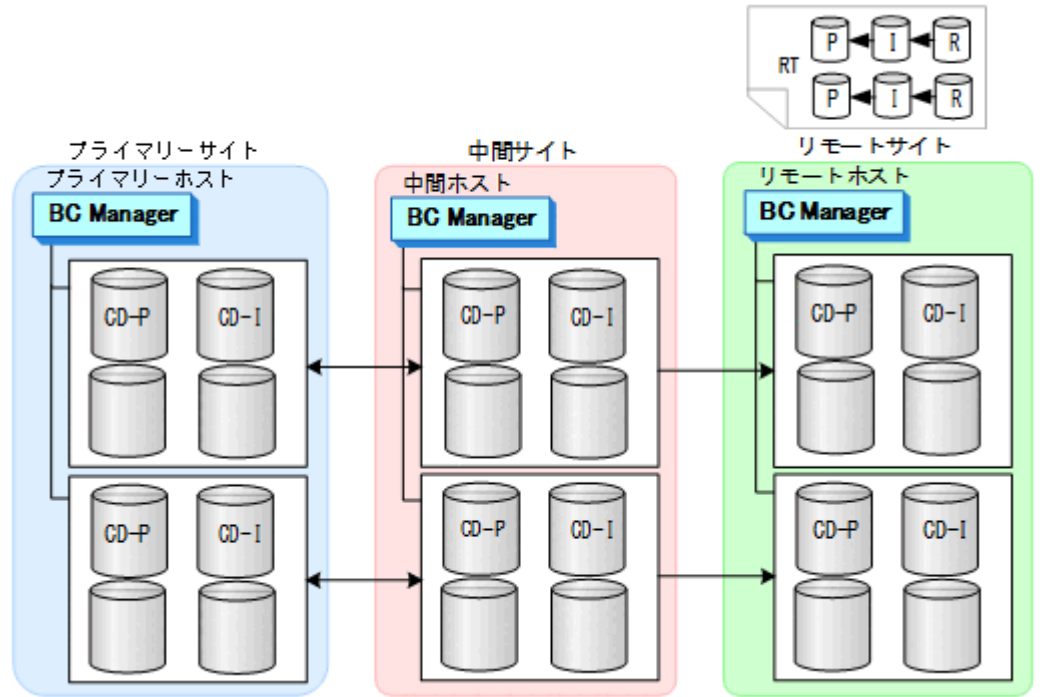 P I R
RT
P I R
プライマリーサイト 中間サイト リモートサイト
プライマリーホスト 中間ホスト リモートホスト
BC Manager BC Manager BC Manager
CD-P CD-I CD-P CD-I CD-P CD-I
CD-P CD-I CD-P CD-I CD-P CD-I